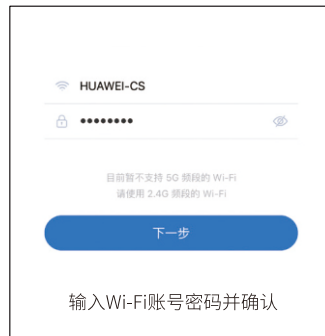 HUAWEI-CS
••••••••
目前暂不支持 5G 频段的 Wi-Fi
请使用 2.4G 频段的 Wi-Fi
下一步
输入Wi-Fi账号密码并确认